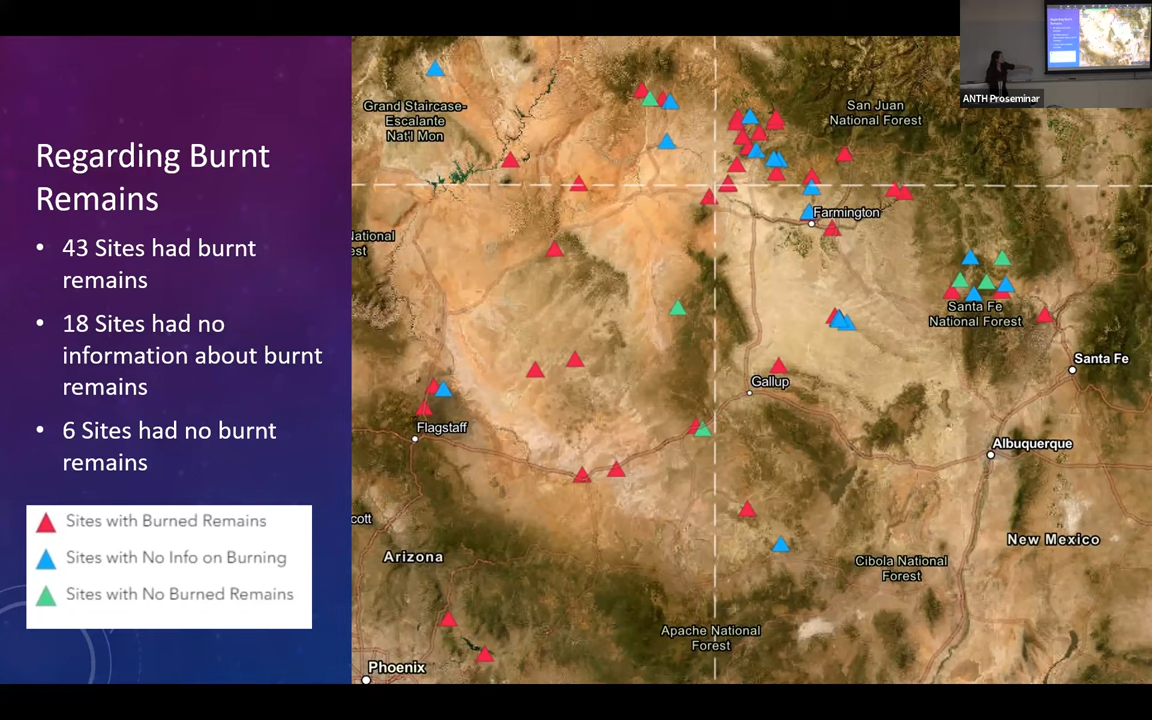 Regarding Burnt
Remains
• 43 Sites had burnt
remains
• 18 Sites had no
information about burnt
remains
• 6 Sites had no burnt
remains
Sites with Burned Remains
Sites with No Info on Burning
Sites with No Burned Remains
Grand Staircase-
Escalante
Nat'l Mon
San Juan
National Forest
National
est
Farmington
Santa Fe
National Forest
Santa Fe
Gallup
Flagstaff
Albuquerque
cott
Arizona
New Mexico
Cibola National
Forest
Apache National
Forest
Phoenix
ANTH Proseminar